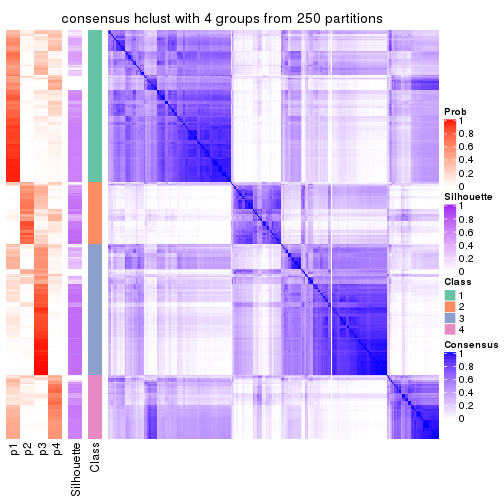 consensus hclust with 4 groups from 250 partitions
Prob
1
0.8
0.6
0.4
0.2
0
Silhouette
1
0.8
0.6
0.4
0.2
0
Class
1
2
3
4
Consensus
1
0.8
0.6
0.4
0.2
0
p1
p2
p3
p4
Silhouette
Class